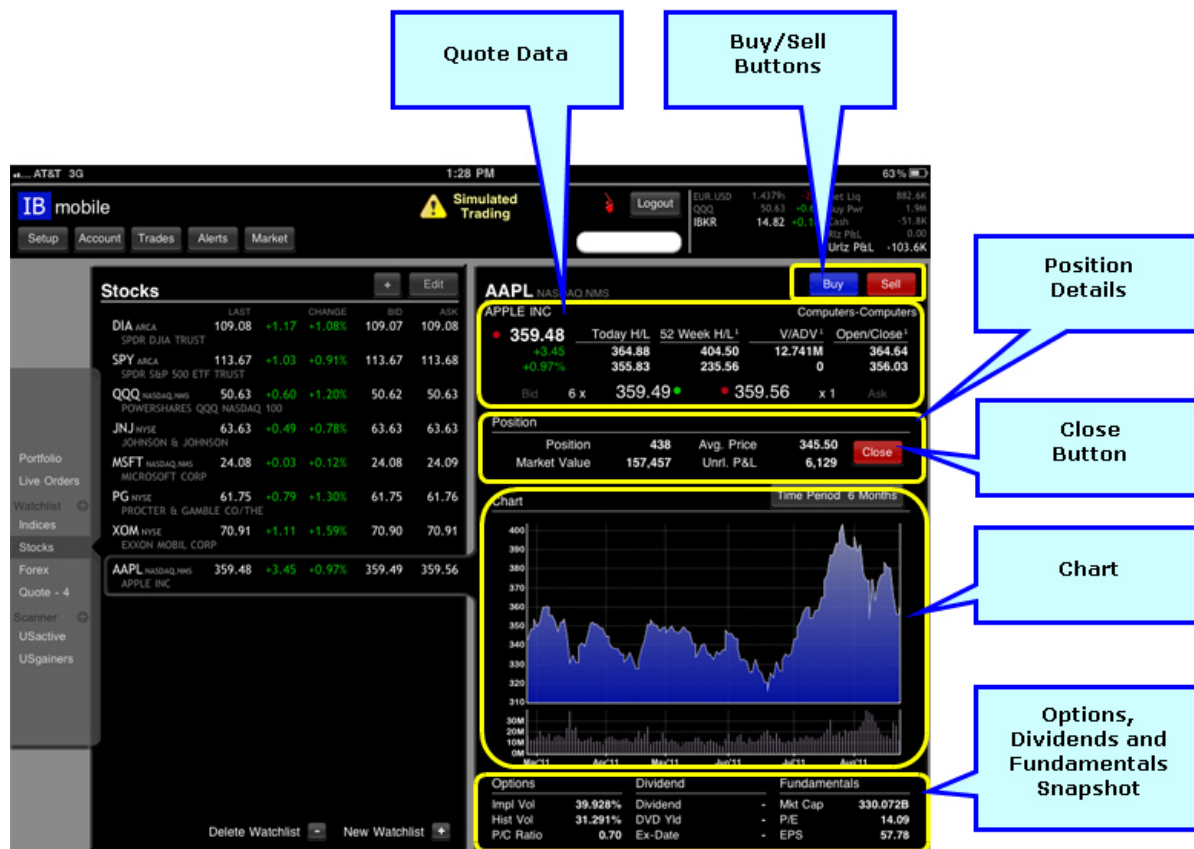 Quote Data
Buy/Sell
Buttons
AT&T 3G
1:28 PM
63%
IB mobile
Simulated
Trading
Logout
EUR.USD 1.4379
QQQ 50.63
IBKR 14.82
Liq 882.6K
Pwr 1.9M
Cash -51.8K
P&L 0.00
Urlz P&L -103.6K
Setup
Account
Trades
Alerts
Market
Position
Details
Close
Button
Chart
Options,
Dividends and
Fundamentals
Snapshot
Portfolio
Live Orders
Watchlist
Indices
Stocks
Forex
Quote - 4
Scanner
USactive
USgainers
Stocks
+
Edit
LAST CHANGE BID ASK
DIA ARCA 109.08 +1.17 +1.08% 109.07 109.08
SPDR DJIA TRUST
SPY ARCA 113.67 +1.03 +0.91% 113.67 113.68
SPDR S&P 500 ETF TRUST
QQQ NASDAQ.NMS 50.63 +0.60 +1.20% 50.62 50.63
POWERSHARES QQQ NASDAQ 100
JNJ NYSE 63.63 +0.49 +0.78% 63.63 63.63
JOHNSON & JOHNSON
MSFT NASDAQ.NMS 24.08 +0.03 +0.12% 24.08 24.09
MICROSOFT CORP
PG NYSE 61.75 +0.79 +1.30% 61.75 61.76
PROCTER & GAMBLE CO/THE
XOM NYSE 70.91 +1.11 +1.59% 70.90 70.91
EXXON MOBIL CORP
AAPL NASDAQ.NMS 359.48 +3.45 +0.97% 359.49 359.56
APPLE INC
Delete Watchlist -
New Watchlist +
AAPL NASDAQ.NMS
Buy
Sell
APPLE INC Computers-Computers
359.48 Today H/L 52 Week H/L V/ADV Open/Close
+3.45 364.88 404.50 12.741M 364.64
+0.97% 355.83 235.56 0 356.03
Bid 6 x 359.49 359.56 x 1 Ask
Position
Position 438 Avg. Price 345.50
Market Value 157,457 Unrl. P&L 6,129
Close
Chart
Time Period 6 Months
400
390
380
370
360
350
340
330
320
310
30M
20M
10M
0M
Mar'11 Apr'11 May'11 Jun'11 Jul'11 Aug'11
Options Dividend Fundamentals
Impl Vol 39.928% Dividend - Mkt Cap 330.072B
Hist Vol 31.291% DVD Yld - P/E 14.09
P/C Ratio 0.70 Ex-Date - EPS 57.78